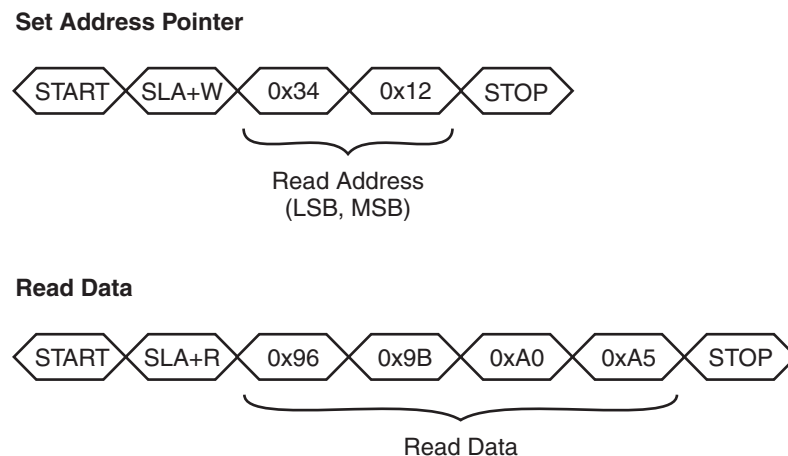 Set Address Pointer
START SLA+W 0x34 0x12 STOP
Read Address
(LSB, MSB)
Read Data
START SLA+R 0x96 0x9B 0xA0 0xA5 STOP
Read Data